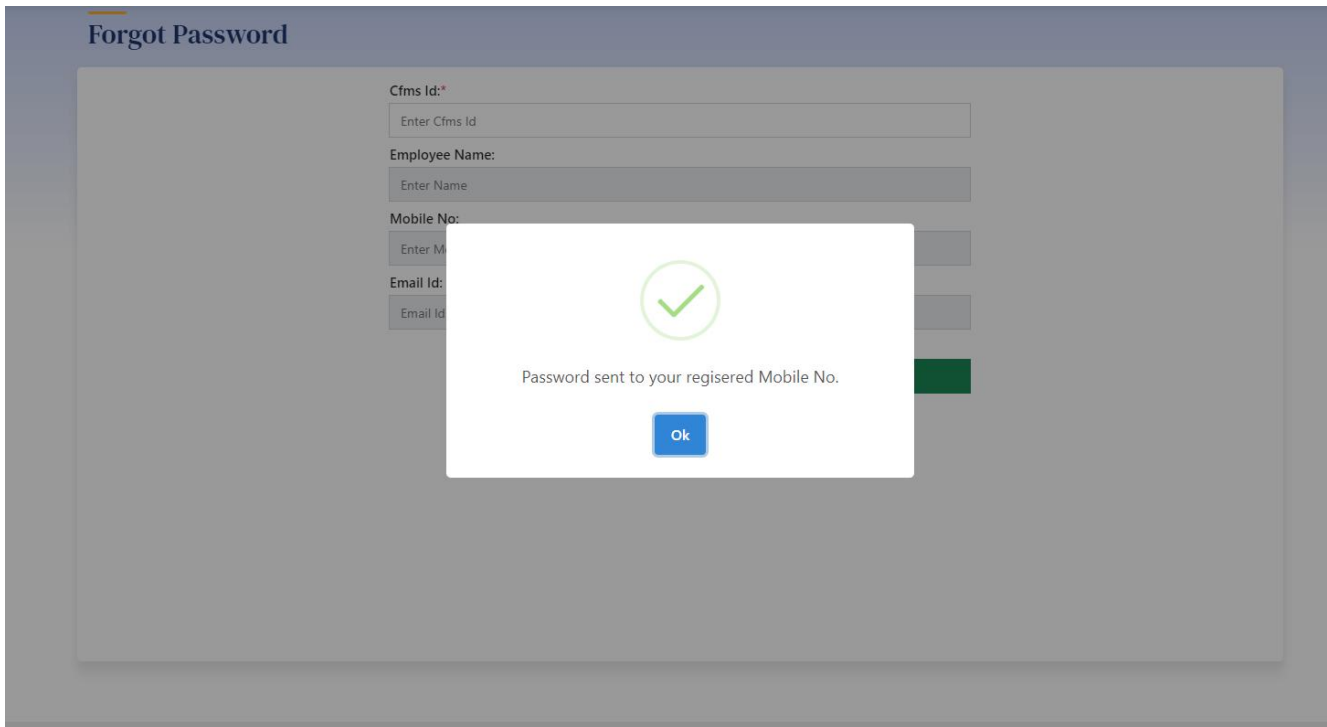 Forgot Password
Cfms Id:*
Enter Cfms Id
Employee Name:
Enter Name
Mobile No:
Enter
Email Id:
Email Id
Password sent to your regisered Mobile No.
Ok